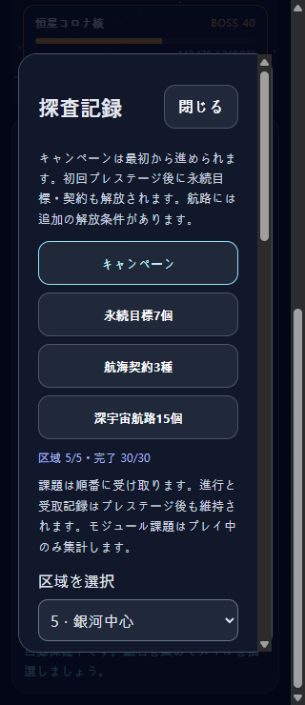 恒星コロナ核 BOSS 40
探査記録 閉じる
キャンペーンは最初から進められま
す。初回プレステージ後に永続目
標・契約も解放されます。航路には
追加の解放条件があります。
キャンペーン
永続目標7個
航海契約3種
深宇宙航路15個
区域 5/5・完了 30/30
課題は順番に受け取ります。進行と
受取記録はプレステージ後も維持さ
れます。モジュール課題はプレイ中
のみ集計します。
区域を選択
5・銀河中心
選しましょう。